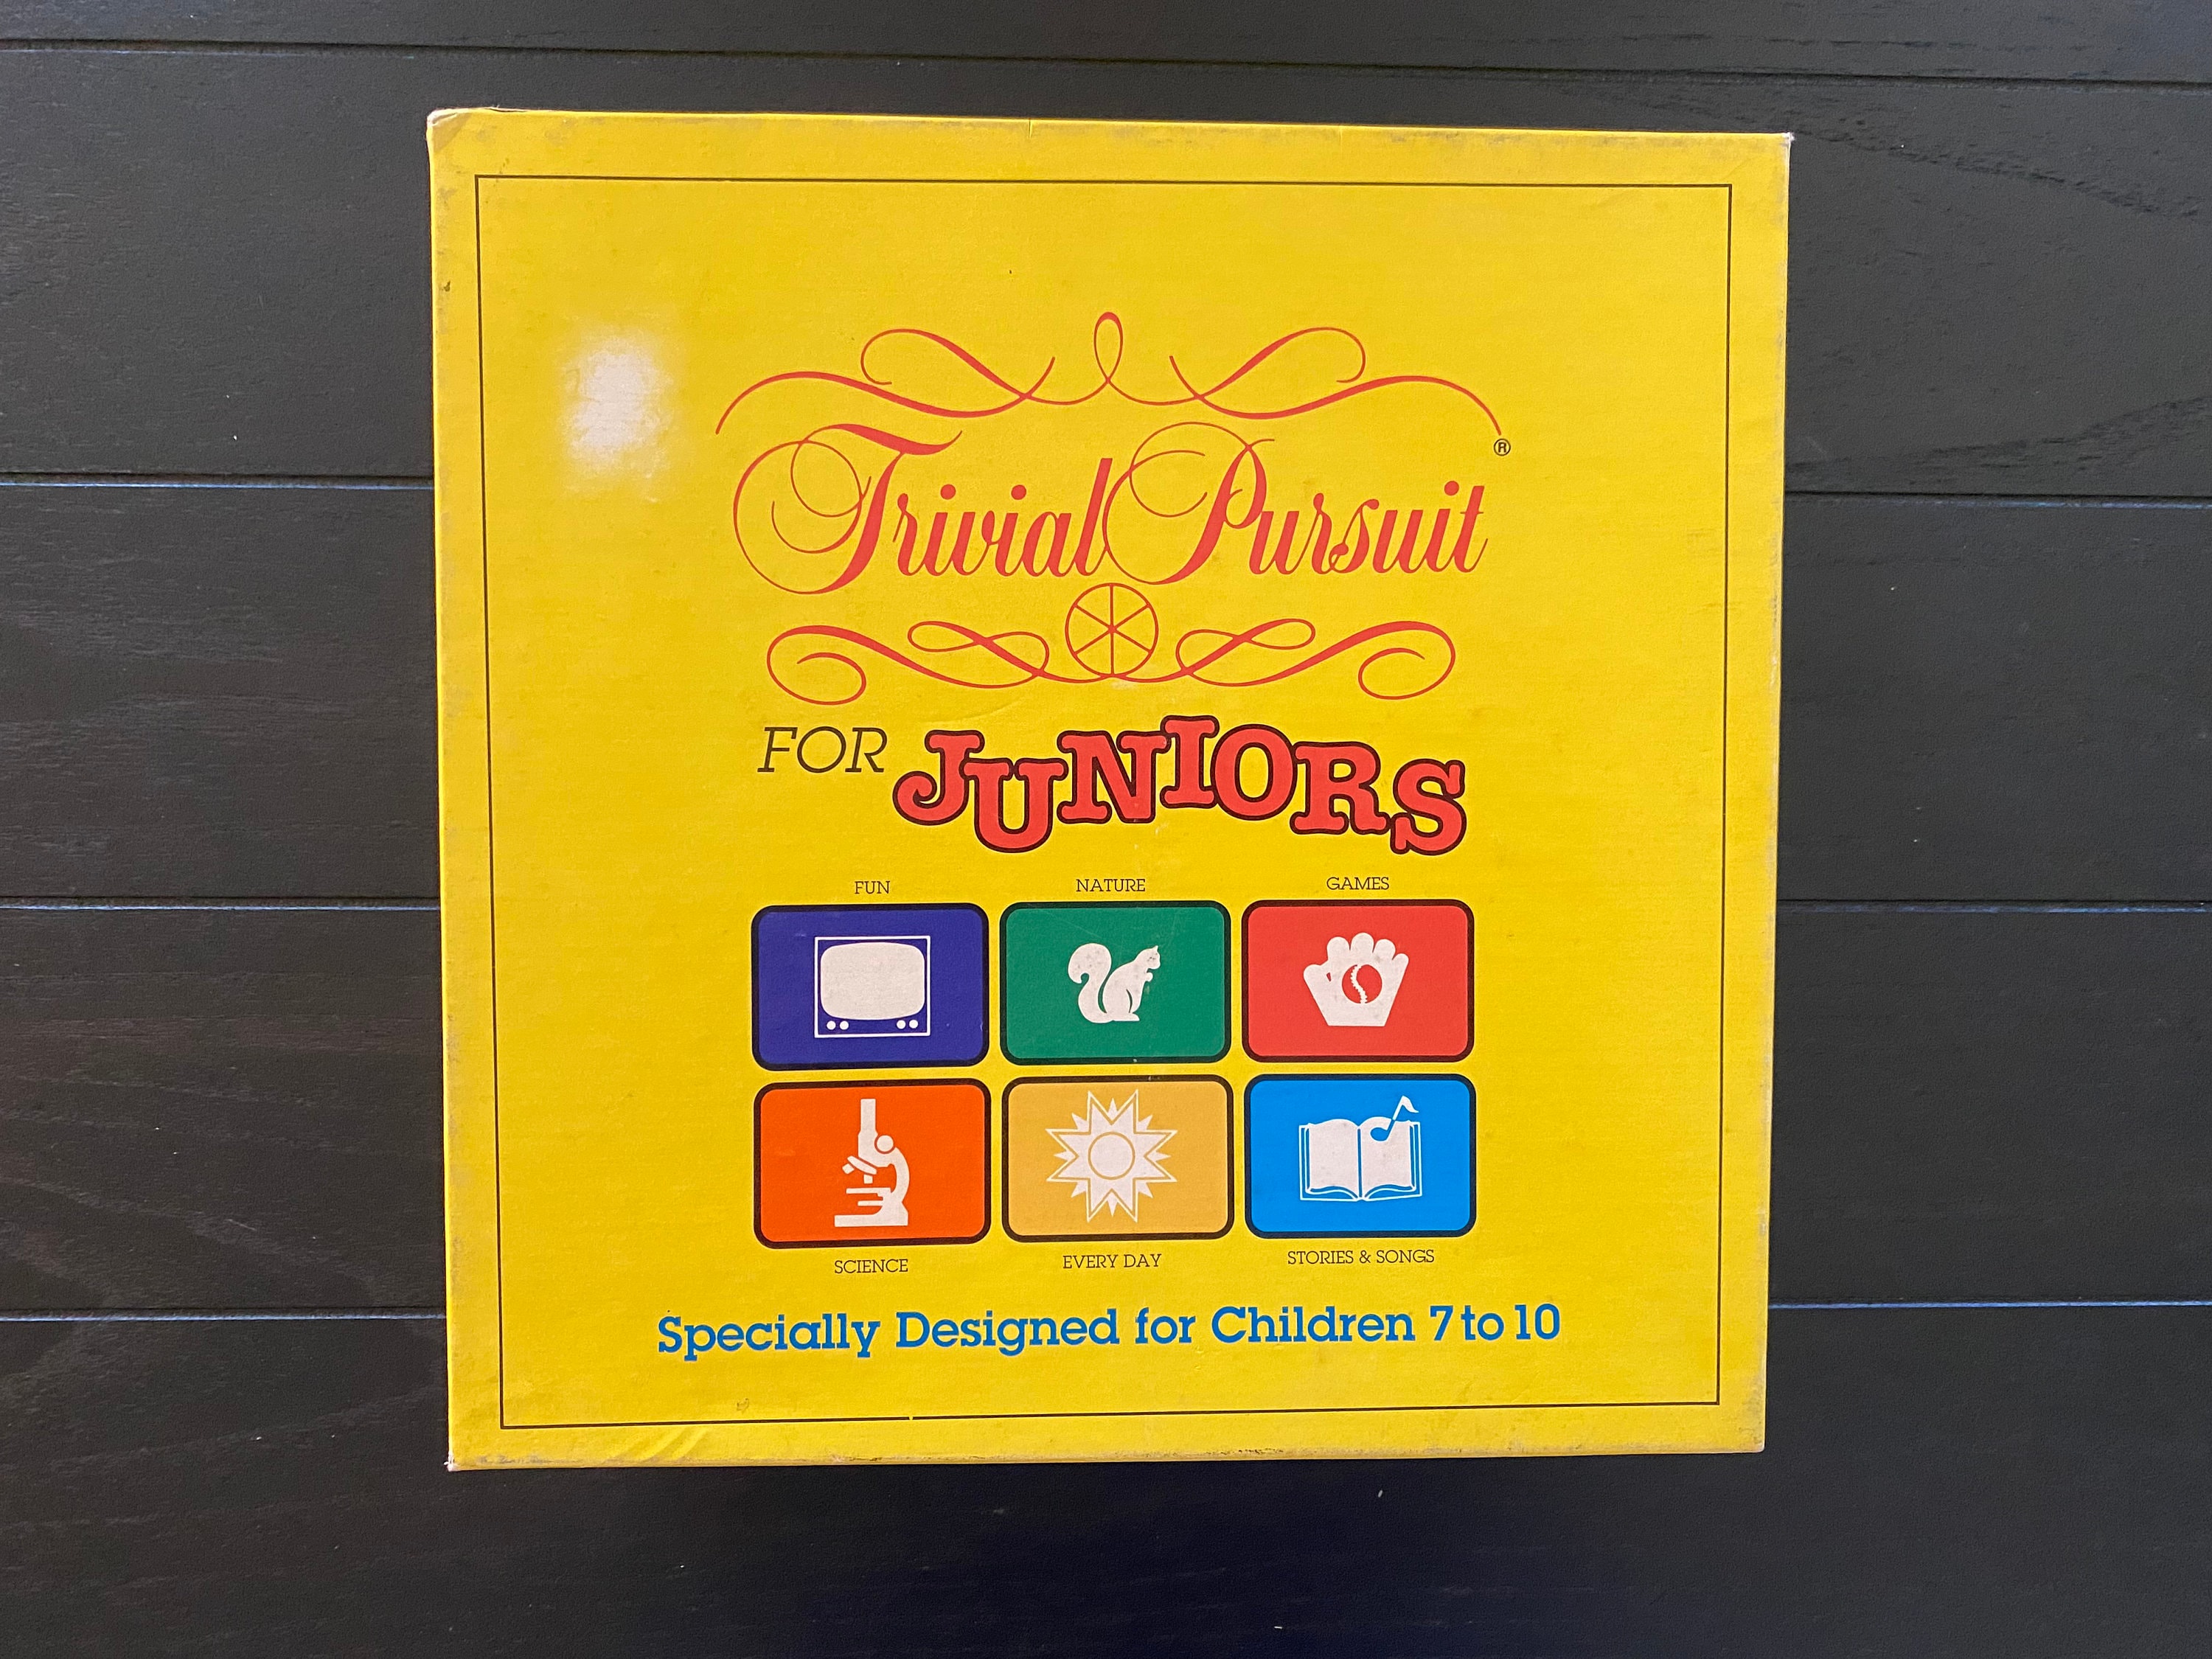 Trivial Pursuit®
FOR JUNIORS
FUN NATURE GAMES
SCIENCE EVERY DAY STORIES & SONGS
Specially Designed for Children 7 to 10